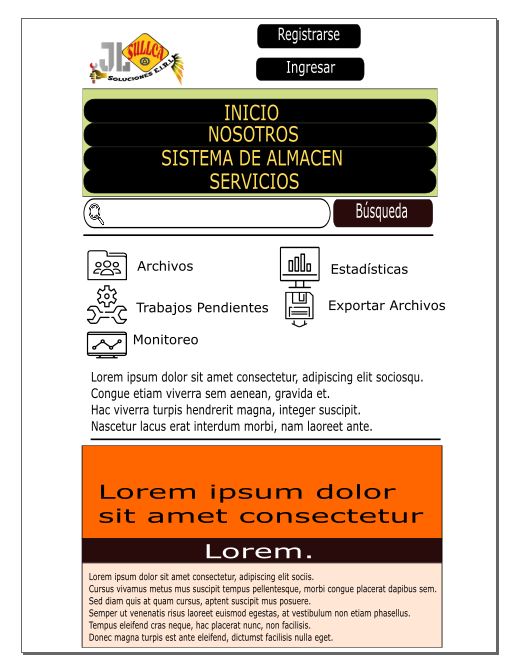 JL SULLCA
SOLUCIONES E.I.R.L
Registrarse
Ingresar
INICIO
NOSOTROS
SISTEMA DE ALMACEN
SERVICIOS
Búsqueda
Archivos
Estadísticas
Trabajos Pendientes
Exportar Archivos
Monitoreo
Lorem ipsum dolor sit amet consectetur, adipiscing elit sociosqu.
Congue etiam viverra sem aenean, gravida et.
Hac viverra turpis hendrerit magna, integer suscipit.
Nascetur lacus erat interdum morbi, nam laoreet ante.
Lorem ipsum dolor
sit amet consectetur
Lorem.
Lorem ipsum dolor sit amet consectetur, adipiscing elit sociis.
Cursus vivamus metus mus suscipit tempus pellentesque, morbi congue placerat dapibus sem.
Sed diam quis at quam cursus, aptent suscipit mus posuere.
Semper ut venenatis risus laoreet euismod egestas, at vestibulum non etiam phasellus.
Tempus eleifend cras neque, hac placerat nunc, non facilisis.
Donec magna turpis est ante eleifend, dictumst facilisis nulla eget.